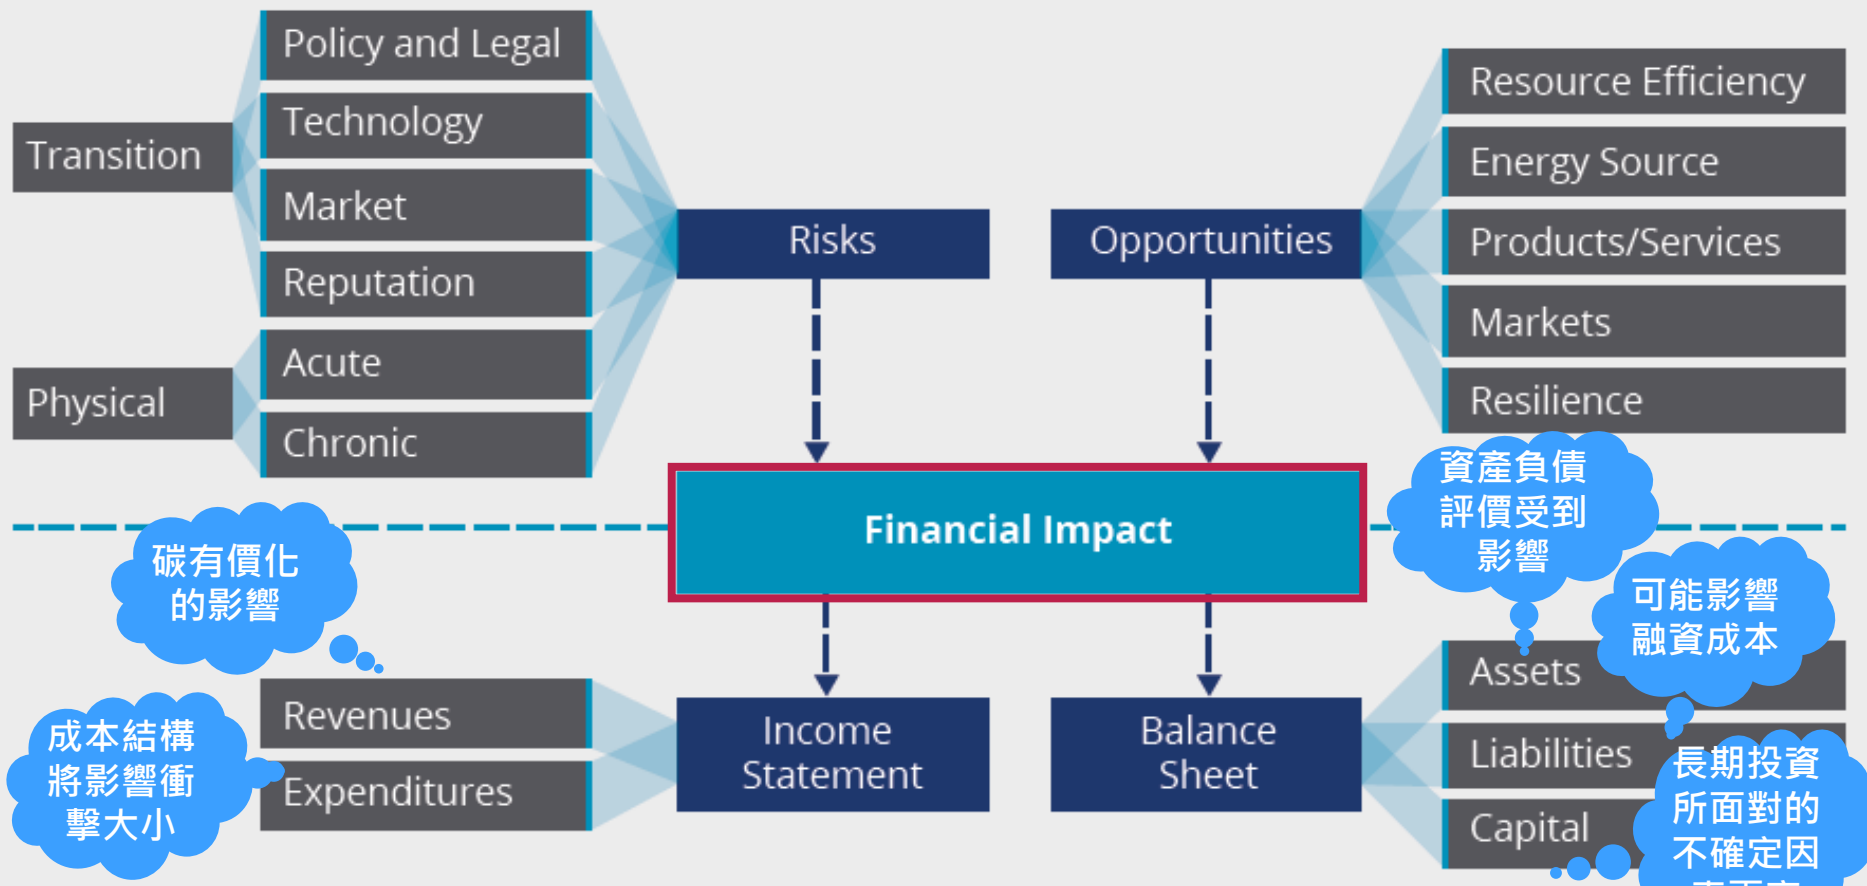 Policy and Legal
Technology
Transition
Market
Reputation
Acute
Physical
Chronic
Risks
Opportunities
Resource Efficiency
Energy Source
Products/Services
Markets
Resilience
Financial Impact
碳有價化
的影響
資產負債
評價受到
影響
可能影響
融資成本
成本結構
將影響衝
擊大小
Revenues
Expenditures
Income
Statement
Balance
Sheet
Assets
Liabilities
Capital
長期投資
所面對的
不確定因